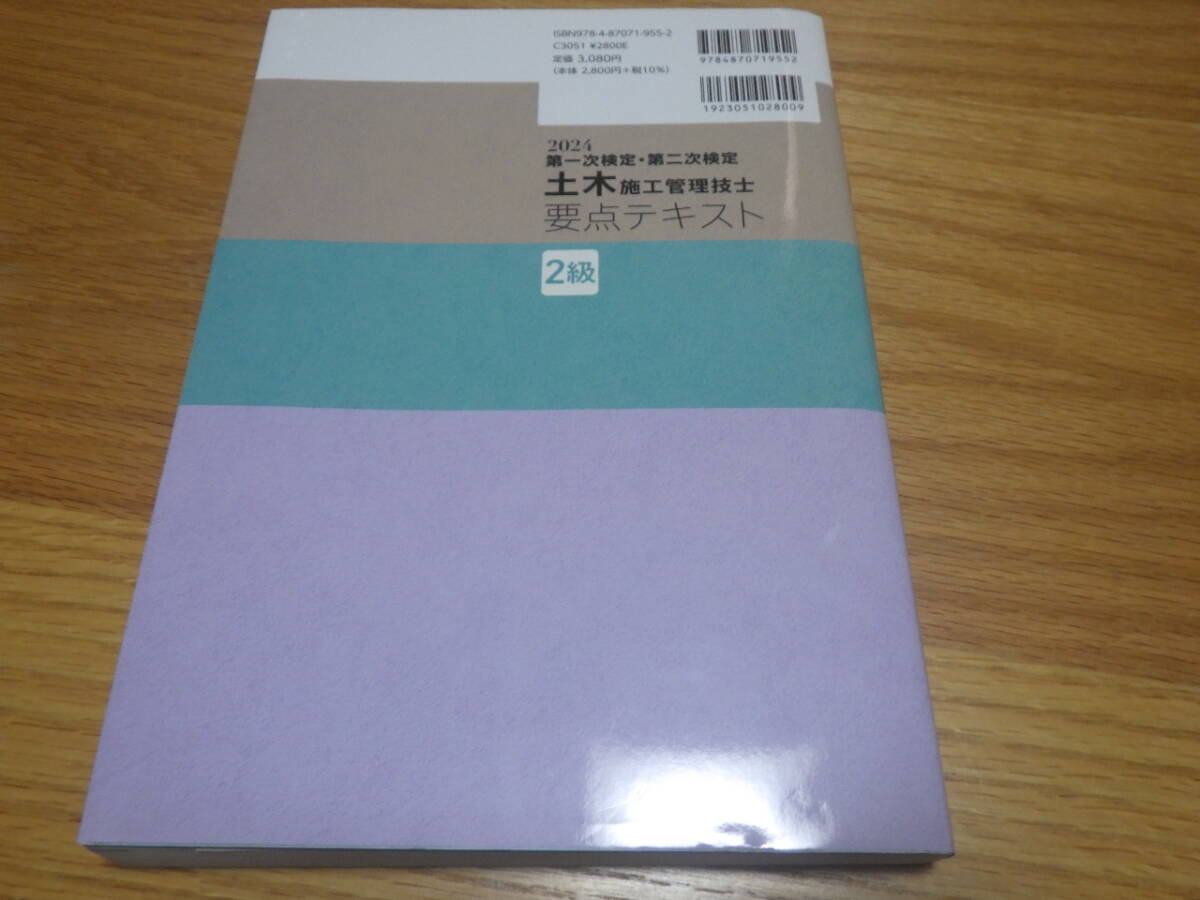 ISBN978-4-87071-955-2
C3051 ¥2800E
定価 3,080円
(本体 2,800円+税10%)
9784870719552
1923051028009
2024
第一次検定・第二次検定
土木施工管理技士
要点テキスト
2級